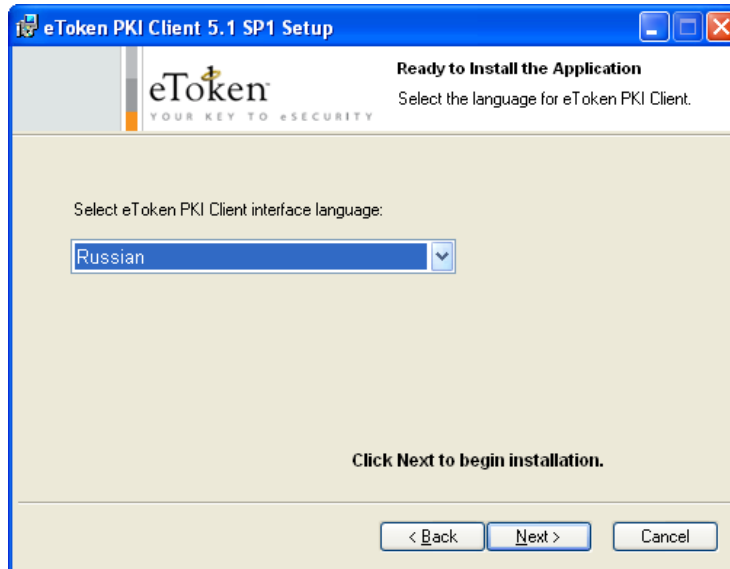 eToken PKI Client 5.1 SP1 Setup
eToken
YOUR KEY TO eSECURITY
Ready to Install the Application
Select the language for eToken PKI Client.
Select eToken PKI Client interface language:
Russian
Click Next to begin installation.
< Back
Next >
Cancel